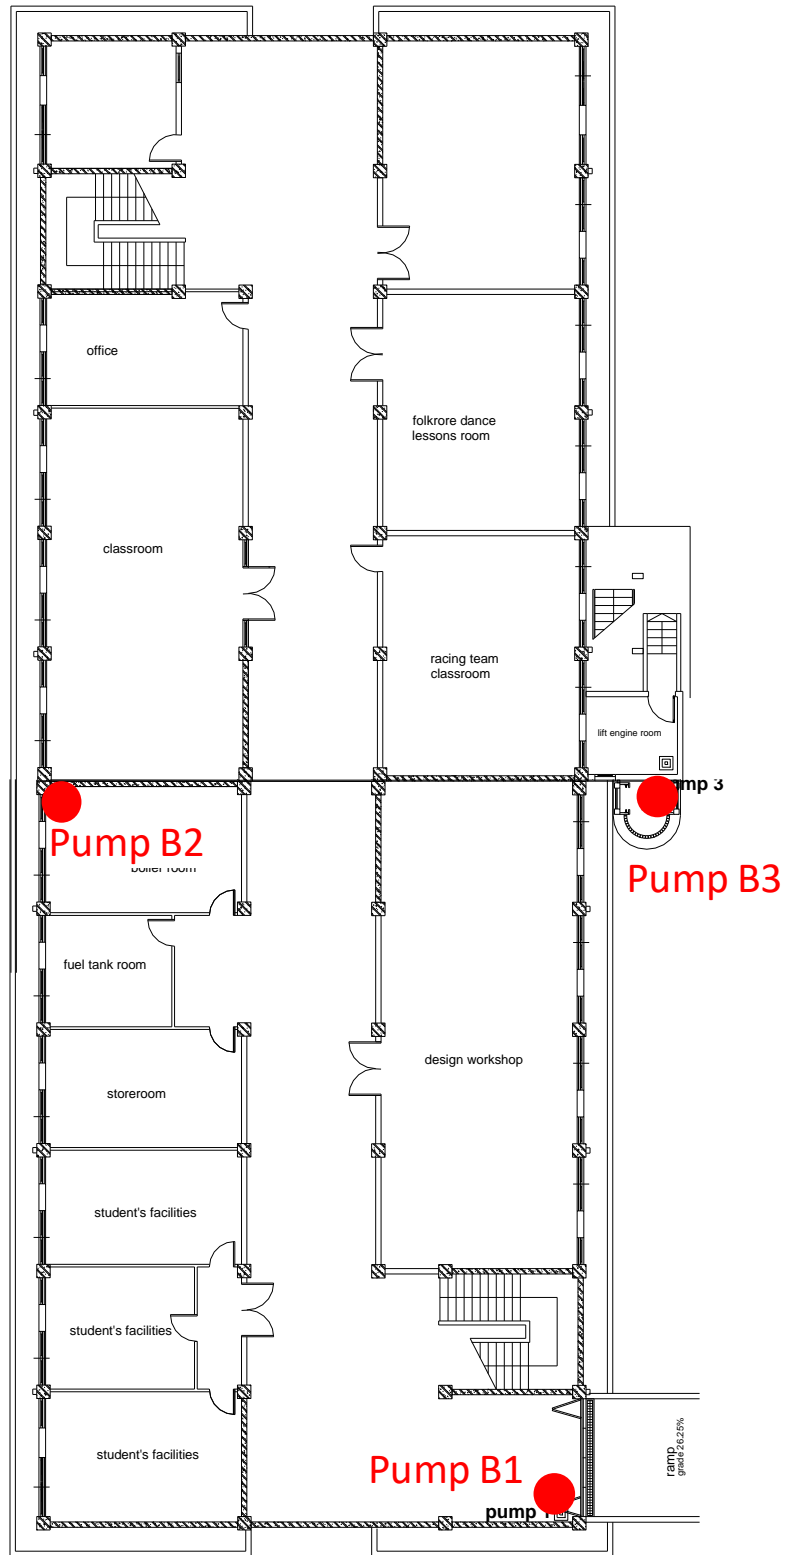 office
folkrore dance
lessons room
classroom
racing team
classroom
lift engine room
mp 3
Pump B2
Pump B3
boiler room
fuel tank room
design workshop
storeroom
student's facilities
student's facilities
student's facilities
ramp
grade 26.25%
Pump B1
pump 1